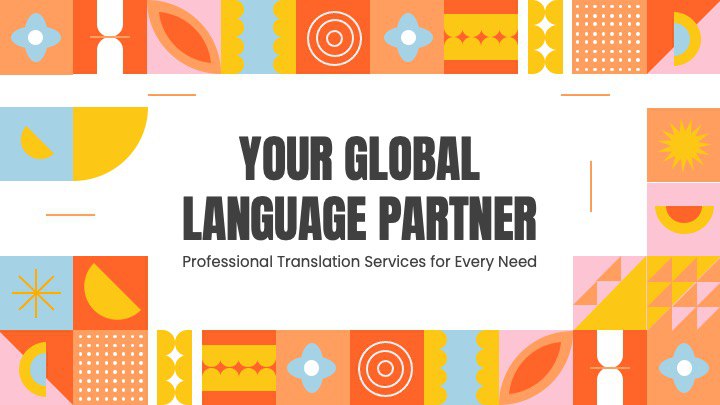 YOUR GLOBAL
LANGUAGE PARTNER
Professional Translation Services for Every Need